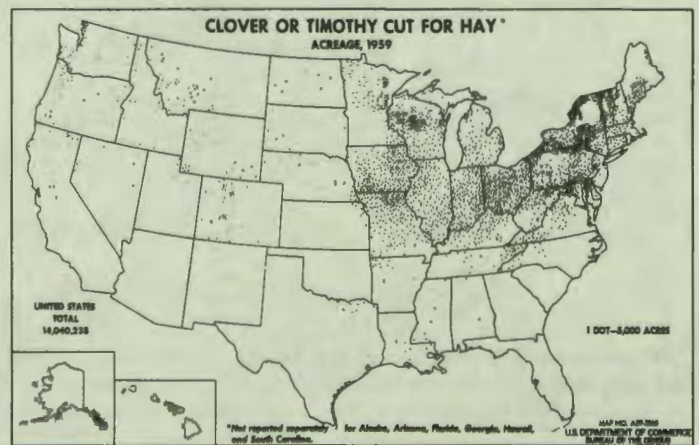 CLOVER OR TIMOTHY CUT FOR HAY*
ACREAGE, 1959
UNITED STATES
TOTAL
14,040,238
1 DOT—5,000 ACRES
*Not reported separately for Alaska, Arizona, Florida, Georgia, Hawaii,
and South Carolina.
MAP NO.
U.S. DEPARTMENT OF COMMERCE
BUREAU OF THE CENSUS